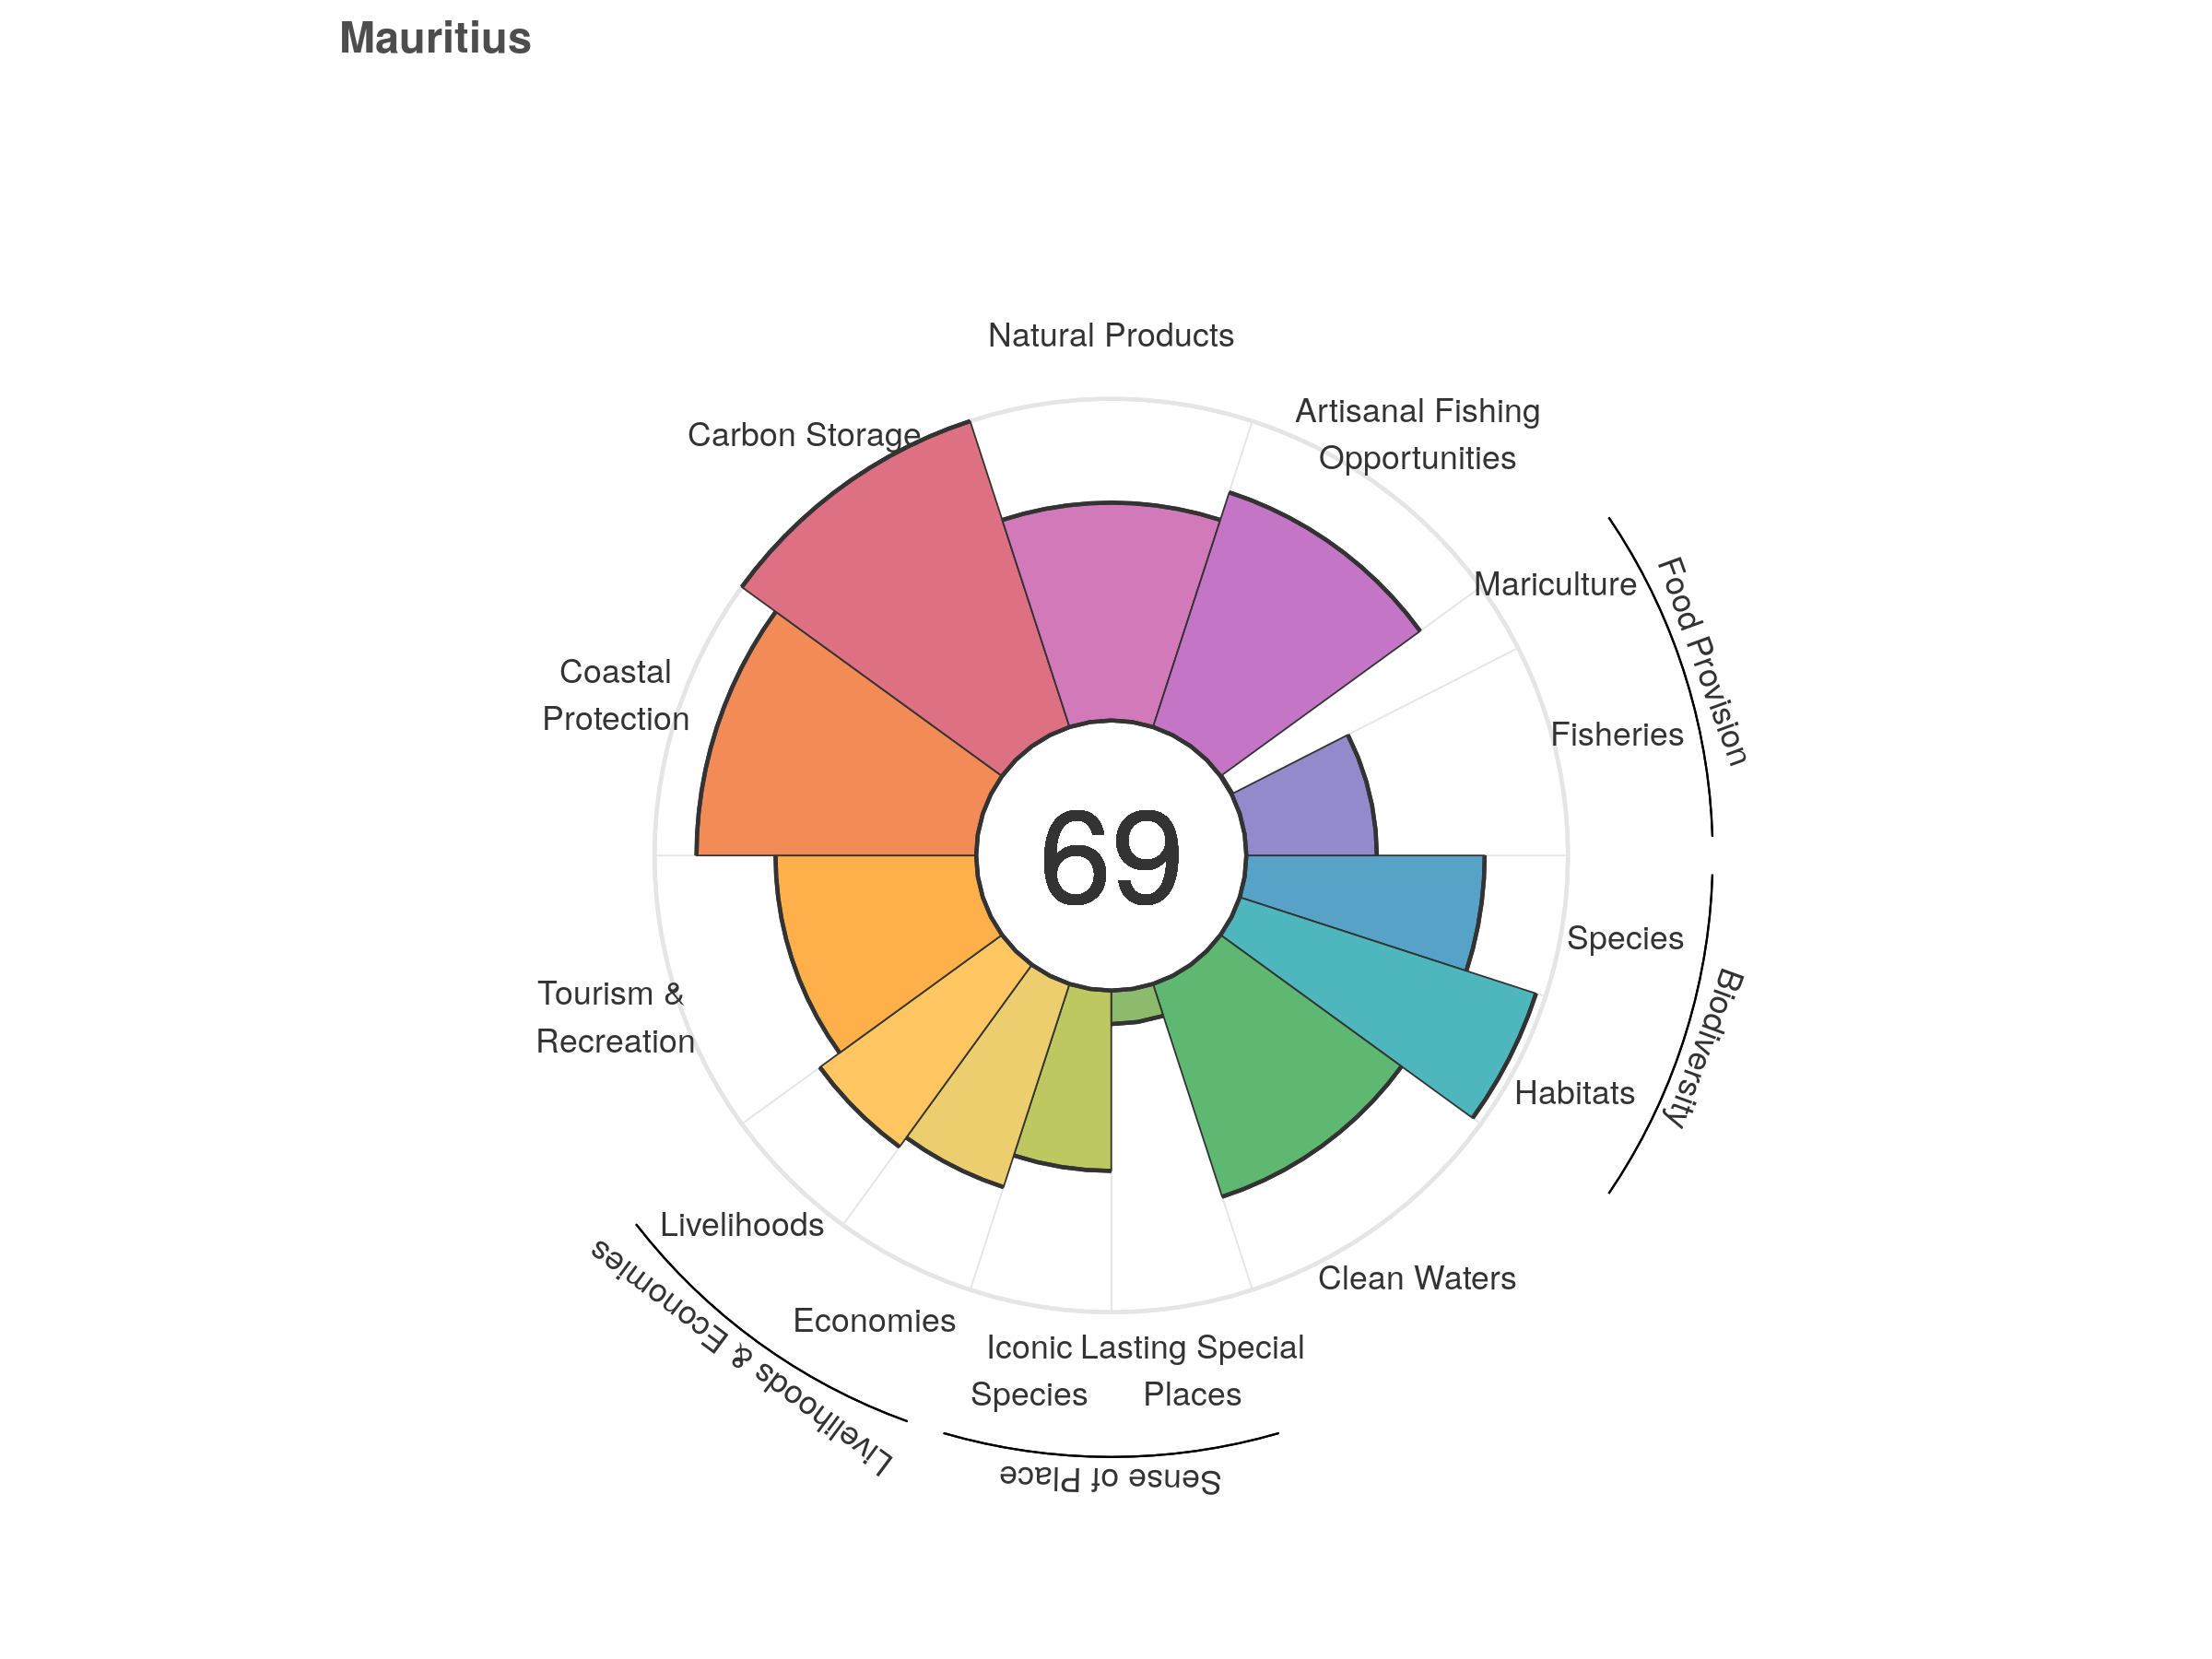 Mauritius
Natural Products
Artisanal Fishing
Opportunities
Carbon Storage
Mariculture
Food Provision
Coastal
Protection
Fisheries
69
Species
Biodiversity
Tourism &
Recreation
Habitats
Livelihoods
Livelihoods & Economies
Clean Waters
Economies
Iconic
Species
Lasting Special
Places
Sense of Place